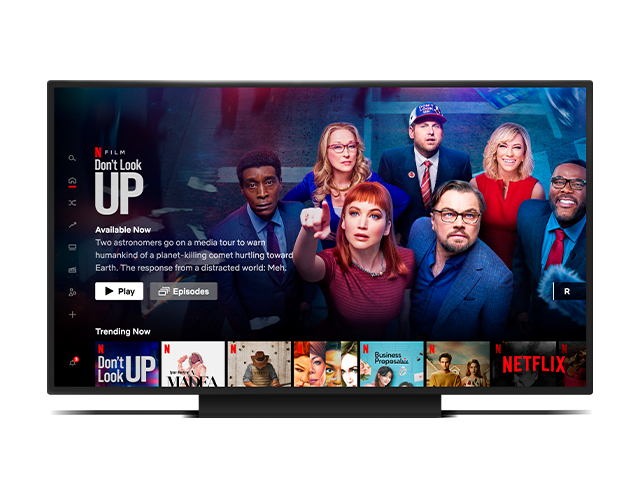 N FILM
Don't Look
UP
Available Now
Two astronomers go on a media tour to warn
humankind of a planet-killing comet hurtling toward
Earth. The response from a distracted world: Meh.
Play
Episodes
R
Trending Now
N
Don't
Look UP
N
MADEA
N
N
N
Business
Proposal
N
N
NETFLIX